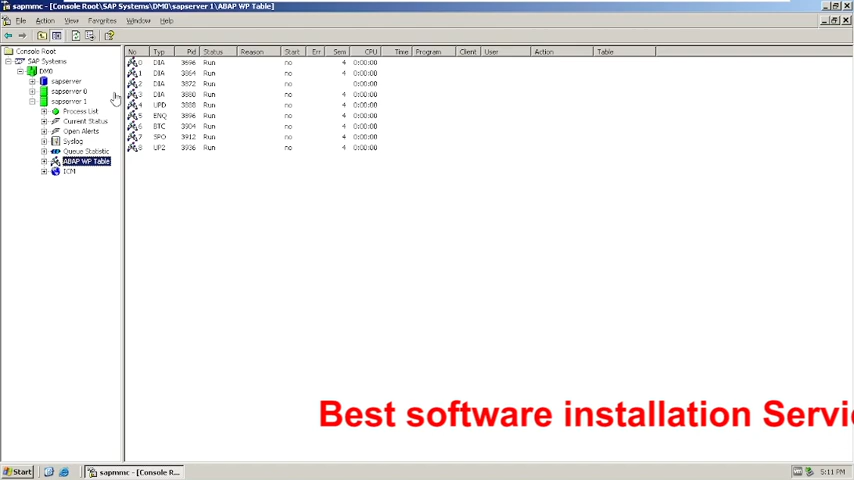 sapmmc - [Console Root\SAP Systems\DM0\sapserver 1\ABAP WP Table]
File Action View Favorites Window Help
Console Root
SAP Systems
DM0
sapserver
sapserver 0
sapserver 1
Process List
Current Status
Open Alerts
Syslog
Queue Statistic
ABAP WP Table
ICM
No Typ Pid Status Reason Start Err Sem CPU Time Program Client User Action Table
0 DIA 3696 Run no 4 0:00:00
1 DIA 3864 Run no 4 0:00:00
2 DIA 3872 Run no 4 0:00:00
3 DIA 3880 Run no 4 0:00:00
4 UPD 3888 Run no 4 0:00:00
5 ENQ 3896 Run no 4 0:00:00
6 BTC 3904 Run no 4 0:00:00
7 SPO 3912 Run no 4 0:00:00
8 UP2 3936 Run no 4 0:00:00
Best software installation Servi
Start sapmmc - [Console R... 5:11 PM